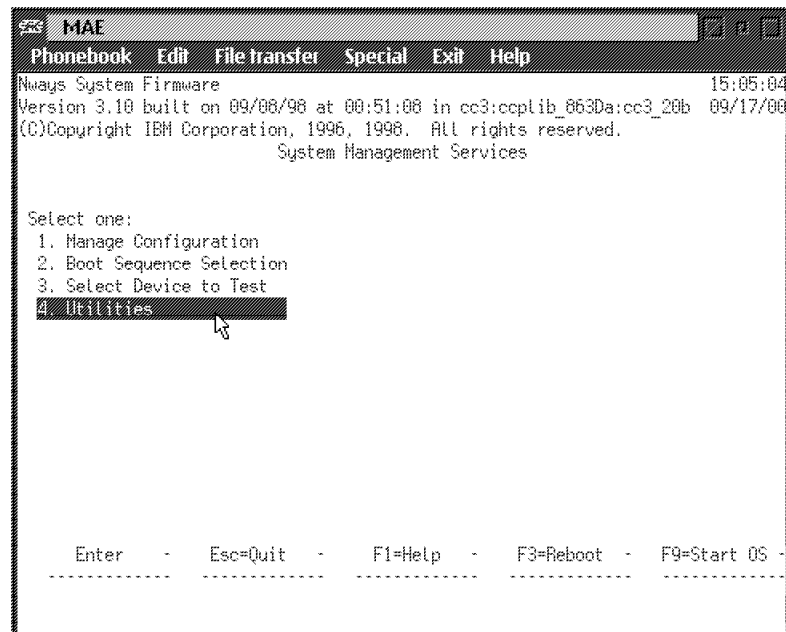 MAE
Phonebook Edit File transfer Special Exit Help
Nways System Firmware 15:05:04
Version 3.10 built on 09/08/98 at 00:51:08 in cc3:ccplib_863Da:cc3_20b 09/17/00
(C)Copyright IBM Corporation, 1996, 1998. All rights reserved.
System Management Services
Select one:
1. Manage Configuration
2. Boot Sequence Selection
3. Select Device to Test
4. Utilities
Enter - Esc=Quit - F1=Help - F3=Reboot - F9=Start OS -